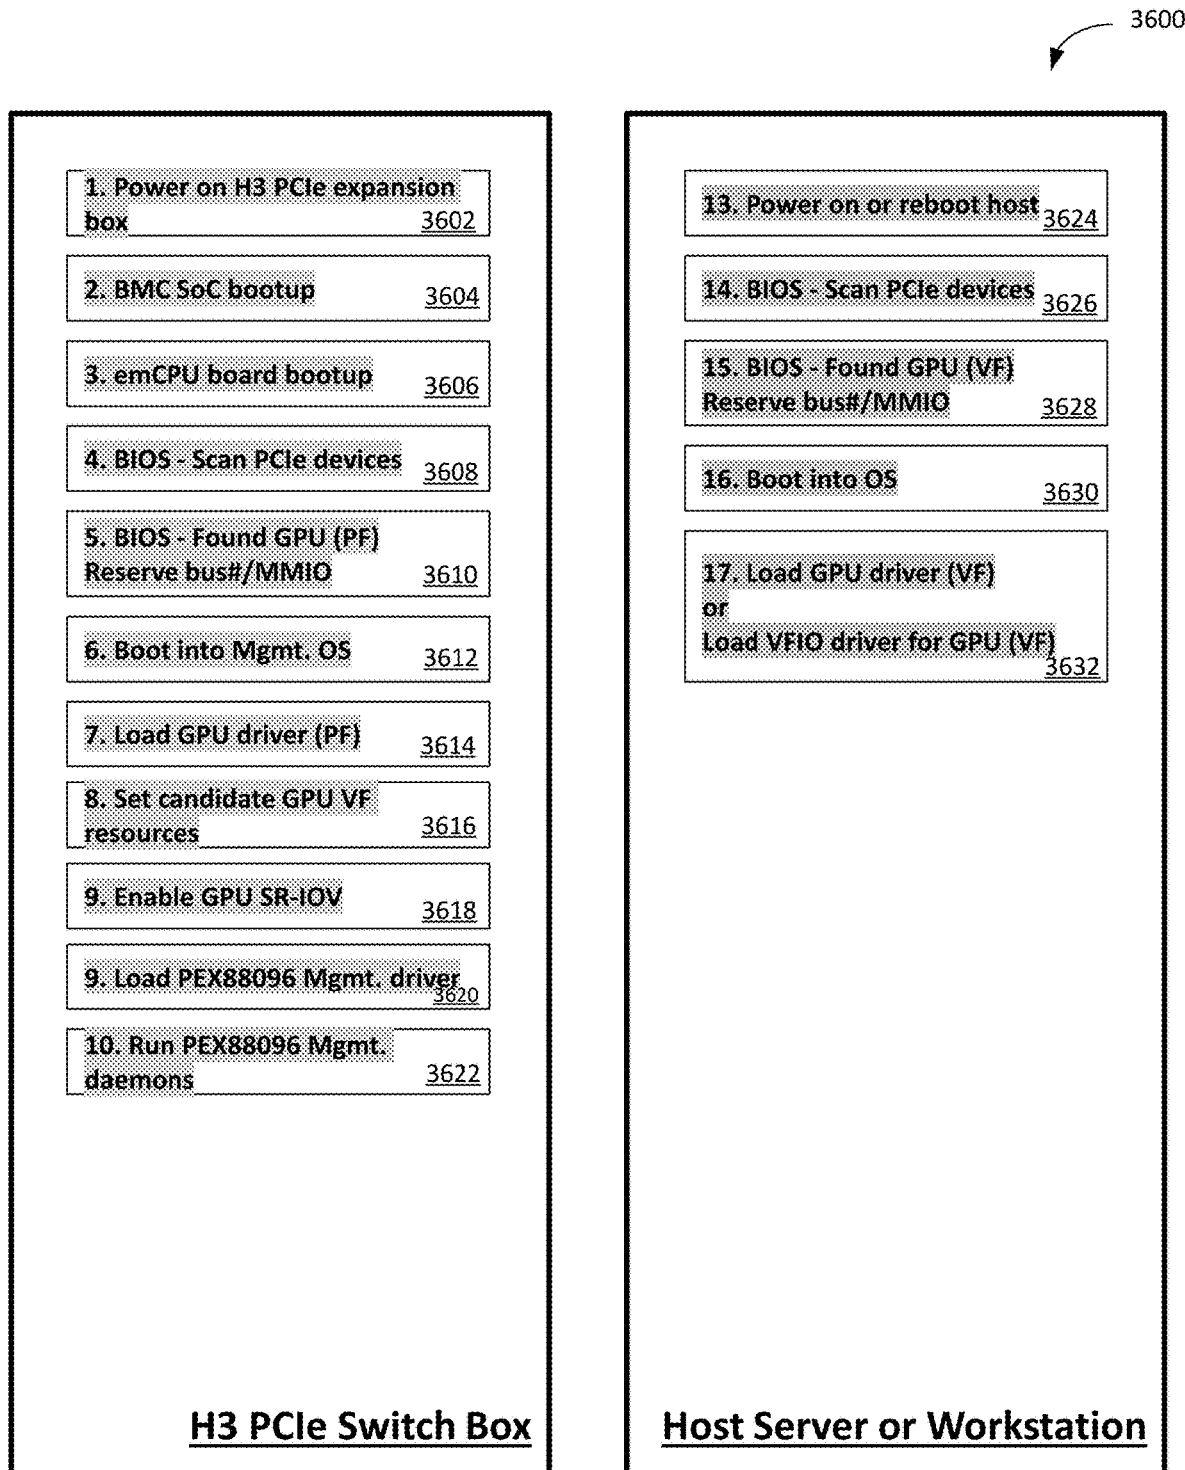 3600
1. Power on H3 PCIe expansion
box
3602
2. BMC SoC bootup
3604
3. emCPU board bootup
3606
4. BIOS - Scan PCIe devices
3608
5. BIOS - Found GPU (PF)
Reserve bus#/MMIO
3610
6. Boot into Mgmt. OS
3612
7. Load GPU driver (PF)
3614
8. Set candidate GPU VF
resources
3616
9. Enable GPU SR-IOV
3618
9. Load PEX88096 Mgmt. driver
3620
10. Run PEX88096 Mgmt.
daemons
3622
H3 PCIe Switch Box
13. Power on or reboot host
3624
14. BIOS - Scan PCIe devices
3626
15. BIOS - Found GPU (VF)
Reserve bus#/MMIO
3628
16. Boot into OS
3630
17. Load GPU driver (VF)
or
Load VFIO driver for GPU (VF)
3632
Host Server or Workstation